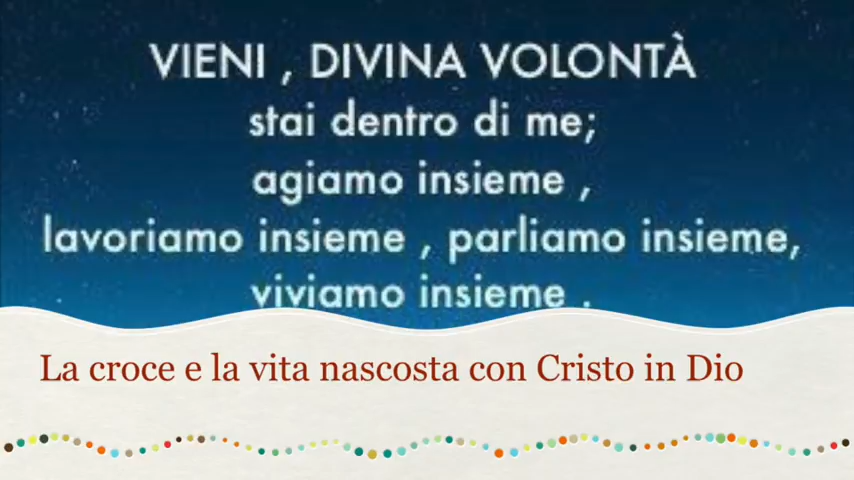 VIENI , DIVINA VOLONTÀ
stai dentro di me;
agiamo insieme ,
lavoriamo insieme , parliamo insieme,
viviamo insieme .
La croce e la vita nascosta con Cristo in Dio